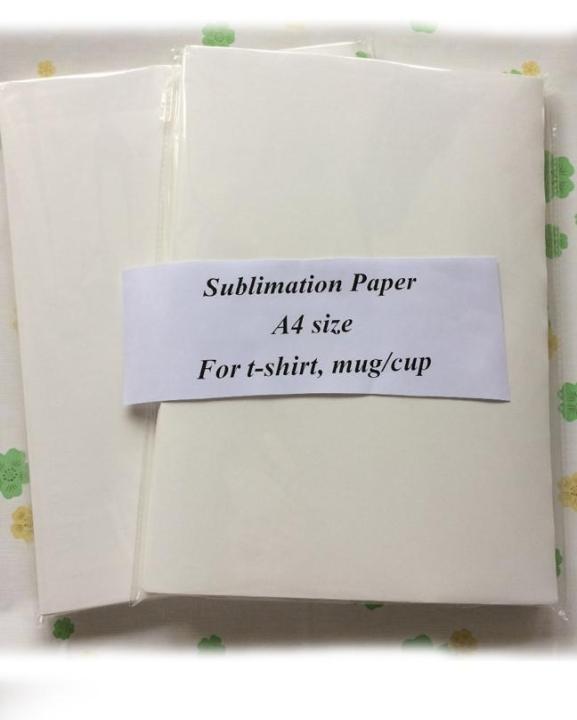 Sublimation Paper
A4 size
For t-shirt, mug/cup